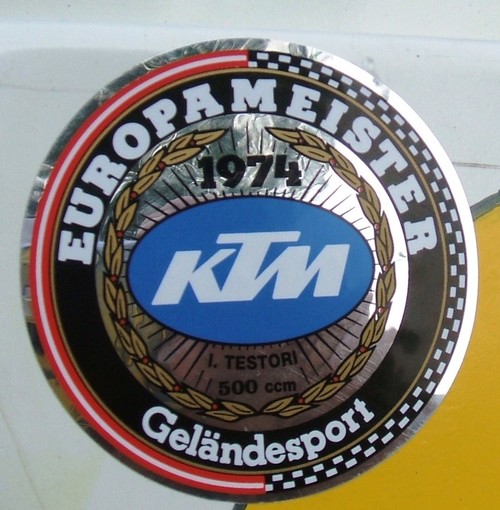 EUROPAMEISTER
1974
KTM
I. TESTORI
500 ccm
Geländesport